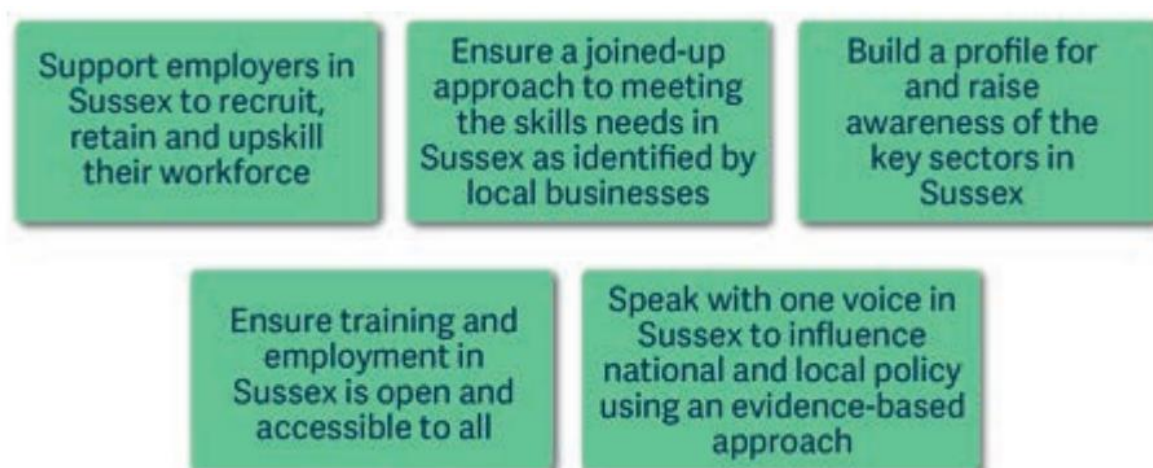 Support employers in
Sussex to recruit,
retain and upskill
their workforce
Ensure a joined-up
approach to meeting
the skills needs in
Sussex as identified by
local businesses
Build a profile for
and raise
awareness of the
key sectors in
Sussex
Ensure training and
employment in
Sussex is open and
accessible to all
Speak with one voice in
Sussex to influence
national and local policy
using an evidence-based
approach